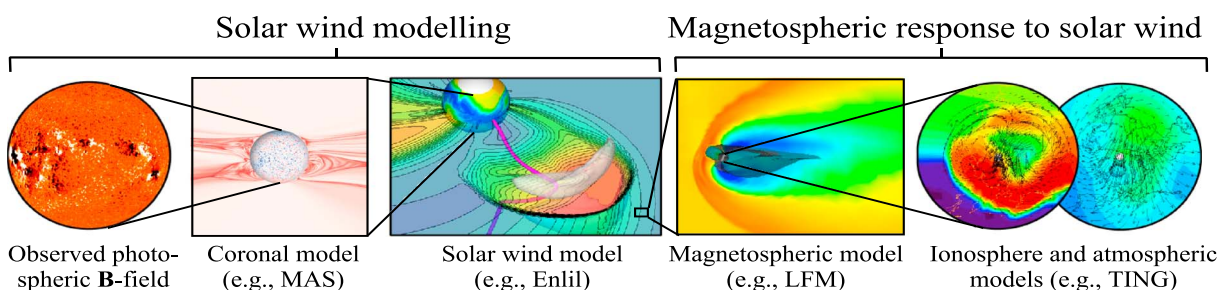 Solar wind modelling
Magnetospheric response to solar wind
Observed photo-
spheric B-field
Coronal model
(e.g., MAS)
Solar wind model
(e.g., Enlil)
Magnetospheric model
(e.g., LFM)
Ionosphere and atmospheric
models (e.g., TING)